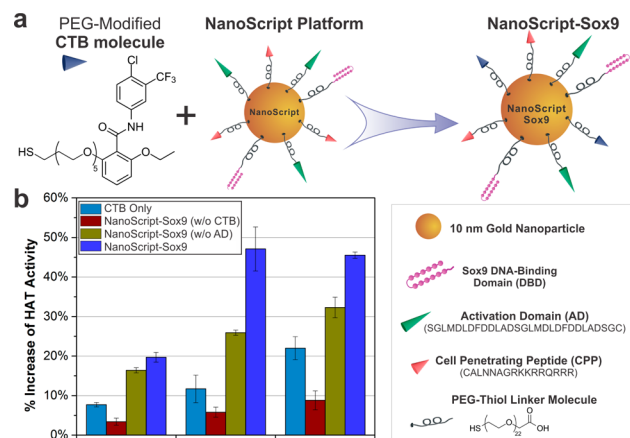 a
PEG-Modified
CTB molecule
NanoScript Platform
NanoScript-Sox9
Cl
CF₃
NH
O
HS
O
5
O
+
NanoScript
NanoScript
Sox9
b
60%
50%
40%
30%
20%
10%
0%
% Increase of HAT Activity
CTB Only
NanoScript-Sox9 (w/o CTB)
NanoScript-Sox9 (w/o AD)
NanoScript-Sox9
10 nm Gold Nanoparticle
Sox9 DNA-Binding
Domain (DBD)
Activation Domain (AD)
(SGLMDLDFDDLADSGLMDLDFDDLADSGC)
Cell Penetrating Peptide (CPP)
(CALNNAGRKKRRQRRR)
PEG-Thiol Linker Molecule
HS
O
22
O
OH